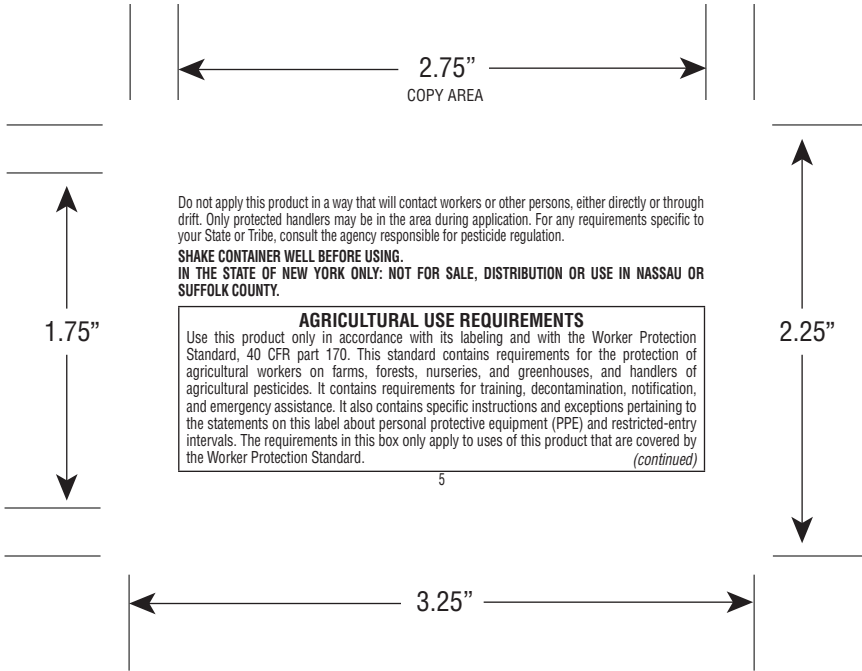 2.75”
COPY AREA
Do not apply this product in a way that will contact workers or other persons, either directly or through
drift. Only protected handlers may be in the area during application. For any requirements specific to
your State or Tribe, consult the agency responsible for pesticide regulation.
SHAKE CONTAINER WELL BEFORE USING.
IN THE STATE OF NEW YORK ONLY: NOT FOR SALE, DISTRIBUTION OR USE IN NASSAU OR
SUFFOLK COUNTY.
1.75”
2.25”
AGRICULTURAL USE REQUIREMENTS
Use this product only in accordance with its labeling and with the Worker Protection
Standard, 40 CFR part 170. This standard contains requirements for the protection of
agricultural workers on farms, forests, nurseries, and greenhouses, and handlers of
agricultural pesticides. It contains requirements for training, decontamination, notification,
and emergency assistance. It also contains specific instructions and exceptions pertaining to
the statements on this label about personal protective equipment (PPE) and restricted-entry
intervals. The requirements in this box only apply to uses of this product that are covered by
the Worker Protection Standard. (continued)
5
3.25”